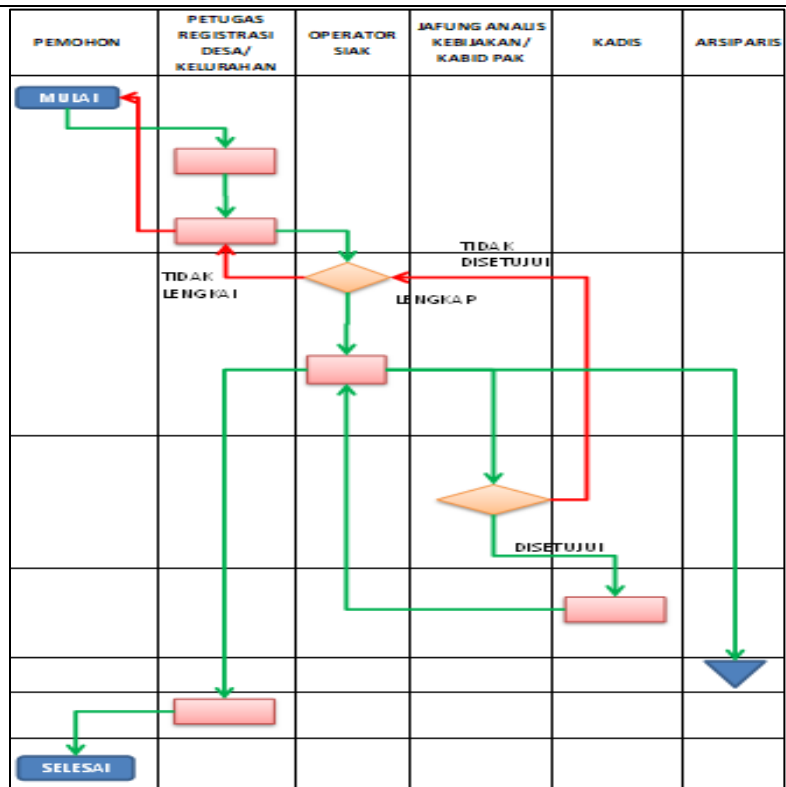 PEMOHON
PETUGAS
REGISTRASI
DESA/
KELURAHAN
OPERATOR
SIAK
JAFUNG ANALIS
KEBIJAKAN/
KABID PAK
KADIS
ARSIPARIS
MULAI
TIDAK
DISETUJUI
TIDAK
LENGKAI
LENGKAP
DISETUJUI
SELESAI